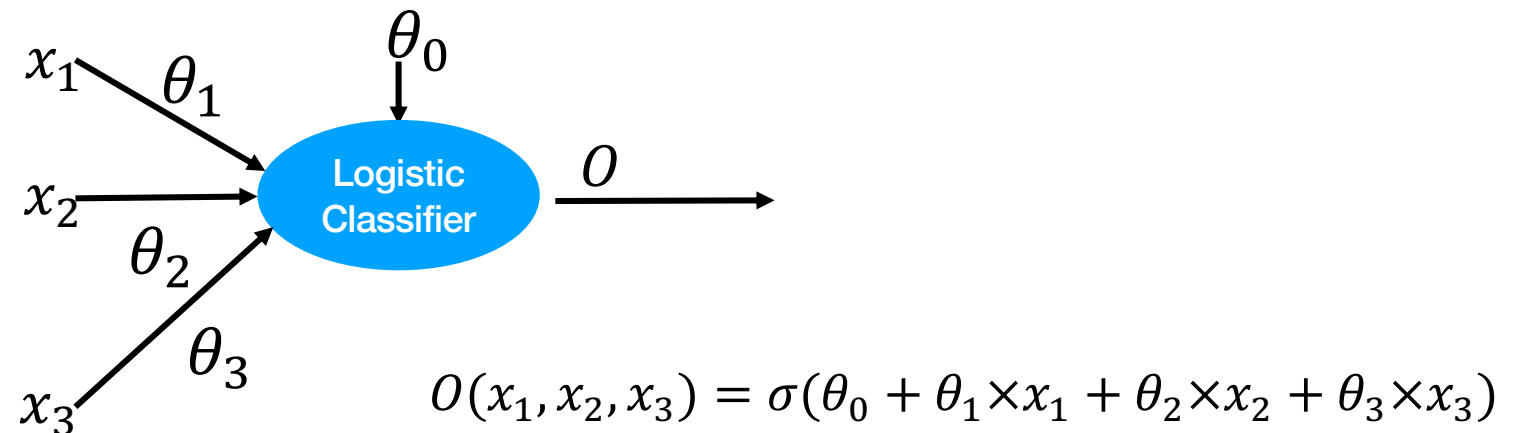 θ₀
x₁
θ₁
x₂
Logistic
Classifier
O
θ₂
θ₃
x₃
O(x₁, x₂, x₃) = σ(θ₀ + θ₁×x₁ + θ₂×x₂ + θ₃×x₃)